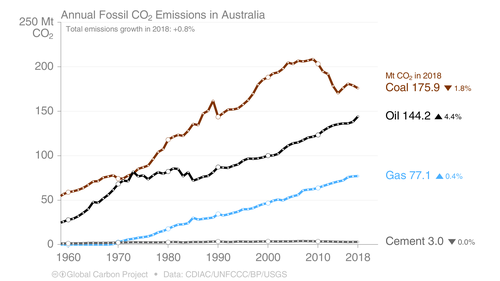 Annual Fossil CO₂ Emissions in Australia
250 Mt CO₂
Total emissions growth in 2018: +0.8%
200
150
100
50
0
1960 1970 1980 1990 2000 2010 2018
Mt CO₂ in 2018
Coal 175.9 ▼ 1.8%
Oil 144.2 ▲ 4.4%
Gas 77.1 ▲ 0.4%
Cement 3.0 ▼ 0.0%
Global Carbon Project • Data: CDIAC/UNFCCC/BP/USGS